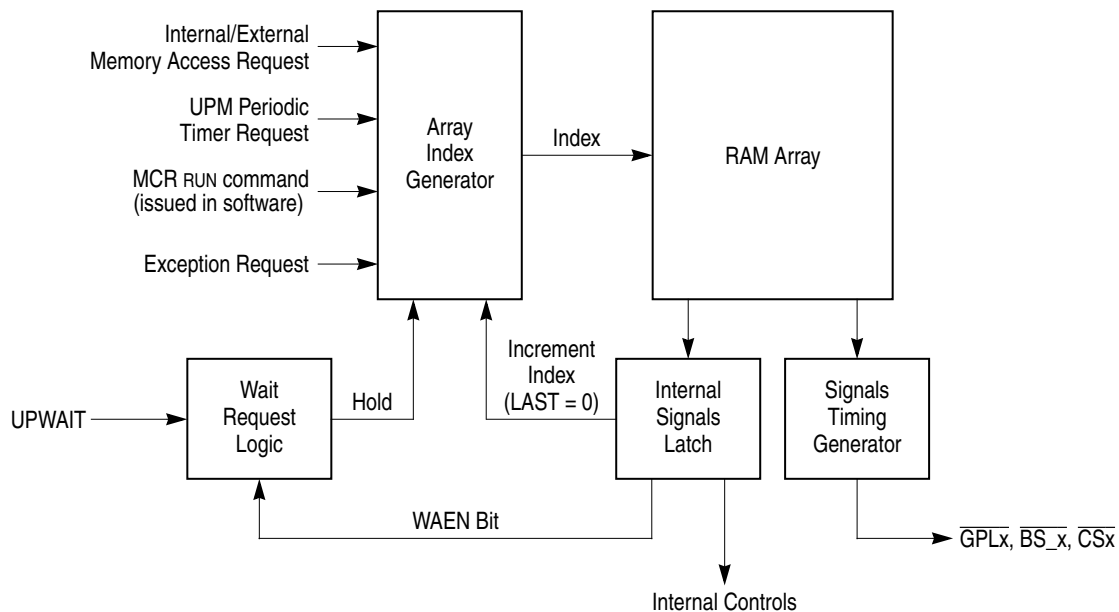 Internal/External
Memory Access Request
UPM Periodic
Timer Request
MCR RUN command
(issued in software)
Exception Request
Array
Index
Generator
Index
RAM Array
UPWAIT
Wait
Request
Logic
Hold
Increment
Index
(LAST = 0)
Internal
Signals
Latch
Signals
Timing
Generator
WAEN Bit
GPLx, BS_x, CSx
Internal Controls